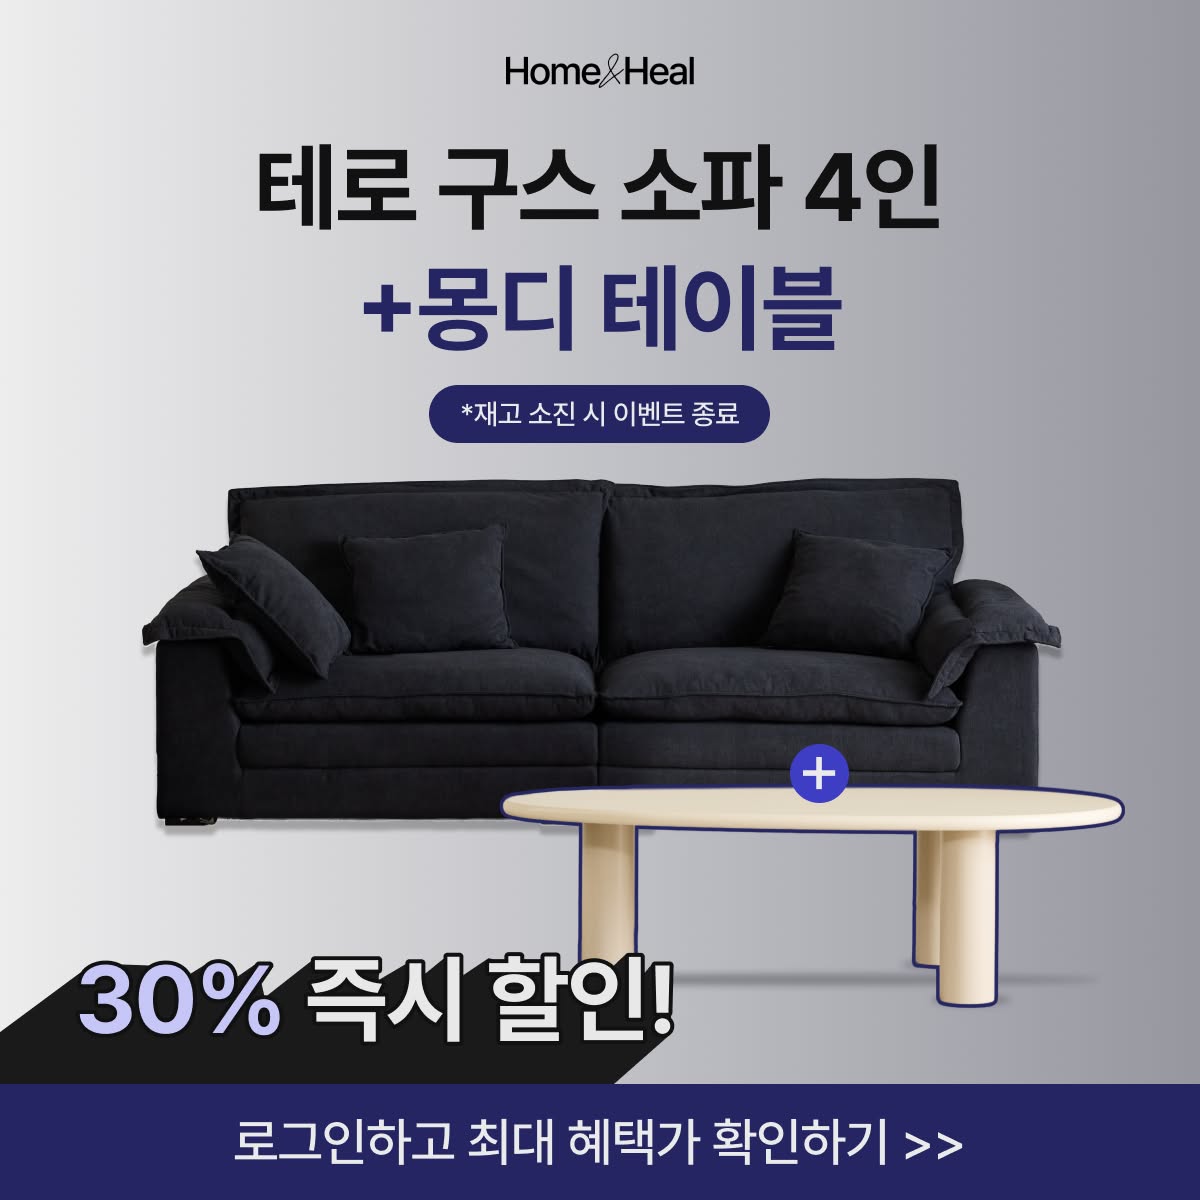 Home&Heal
테로 구스 소파 4인
+몽디 테이블
*재고 소진 시 이벤트 종료
+
30% 즉시 할인!
로그인하고 최대 혜택가 확인하기 >>